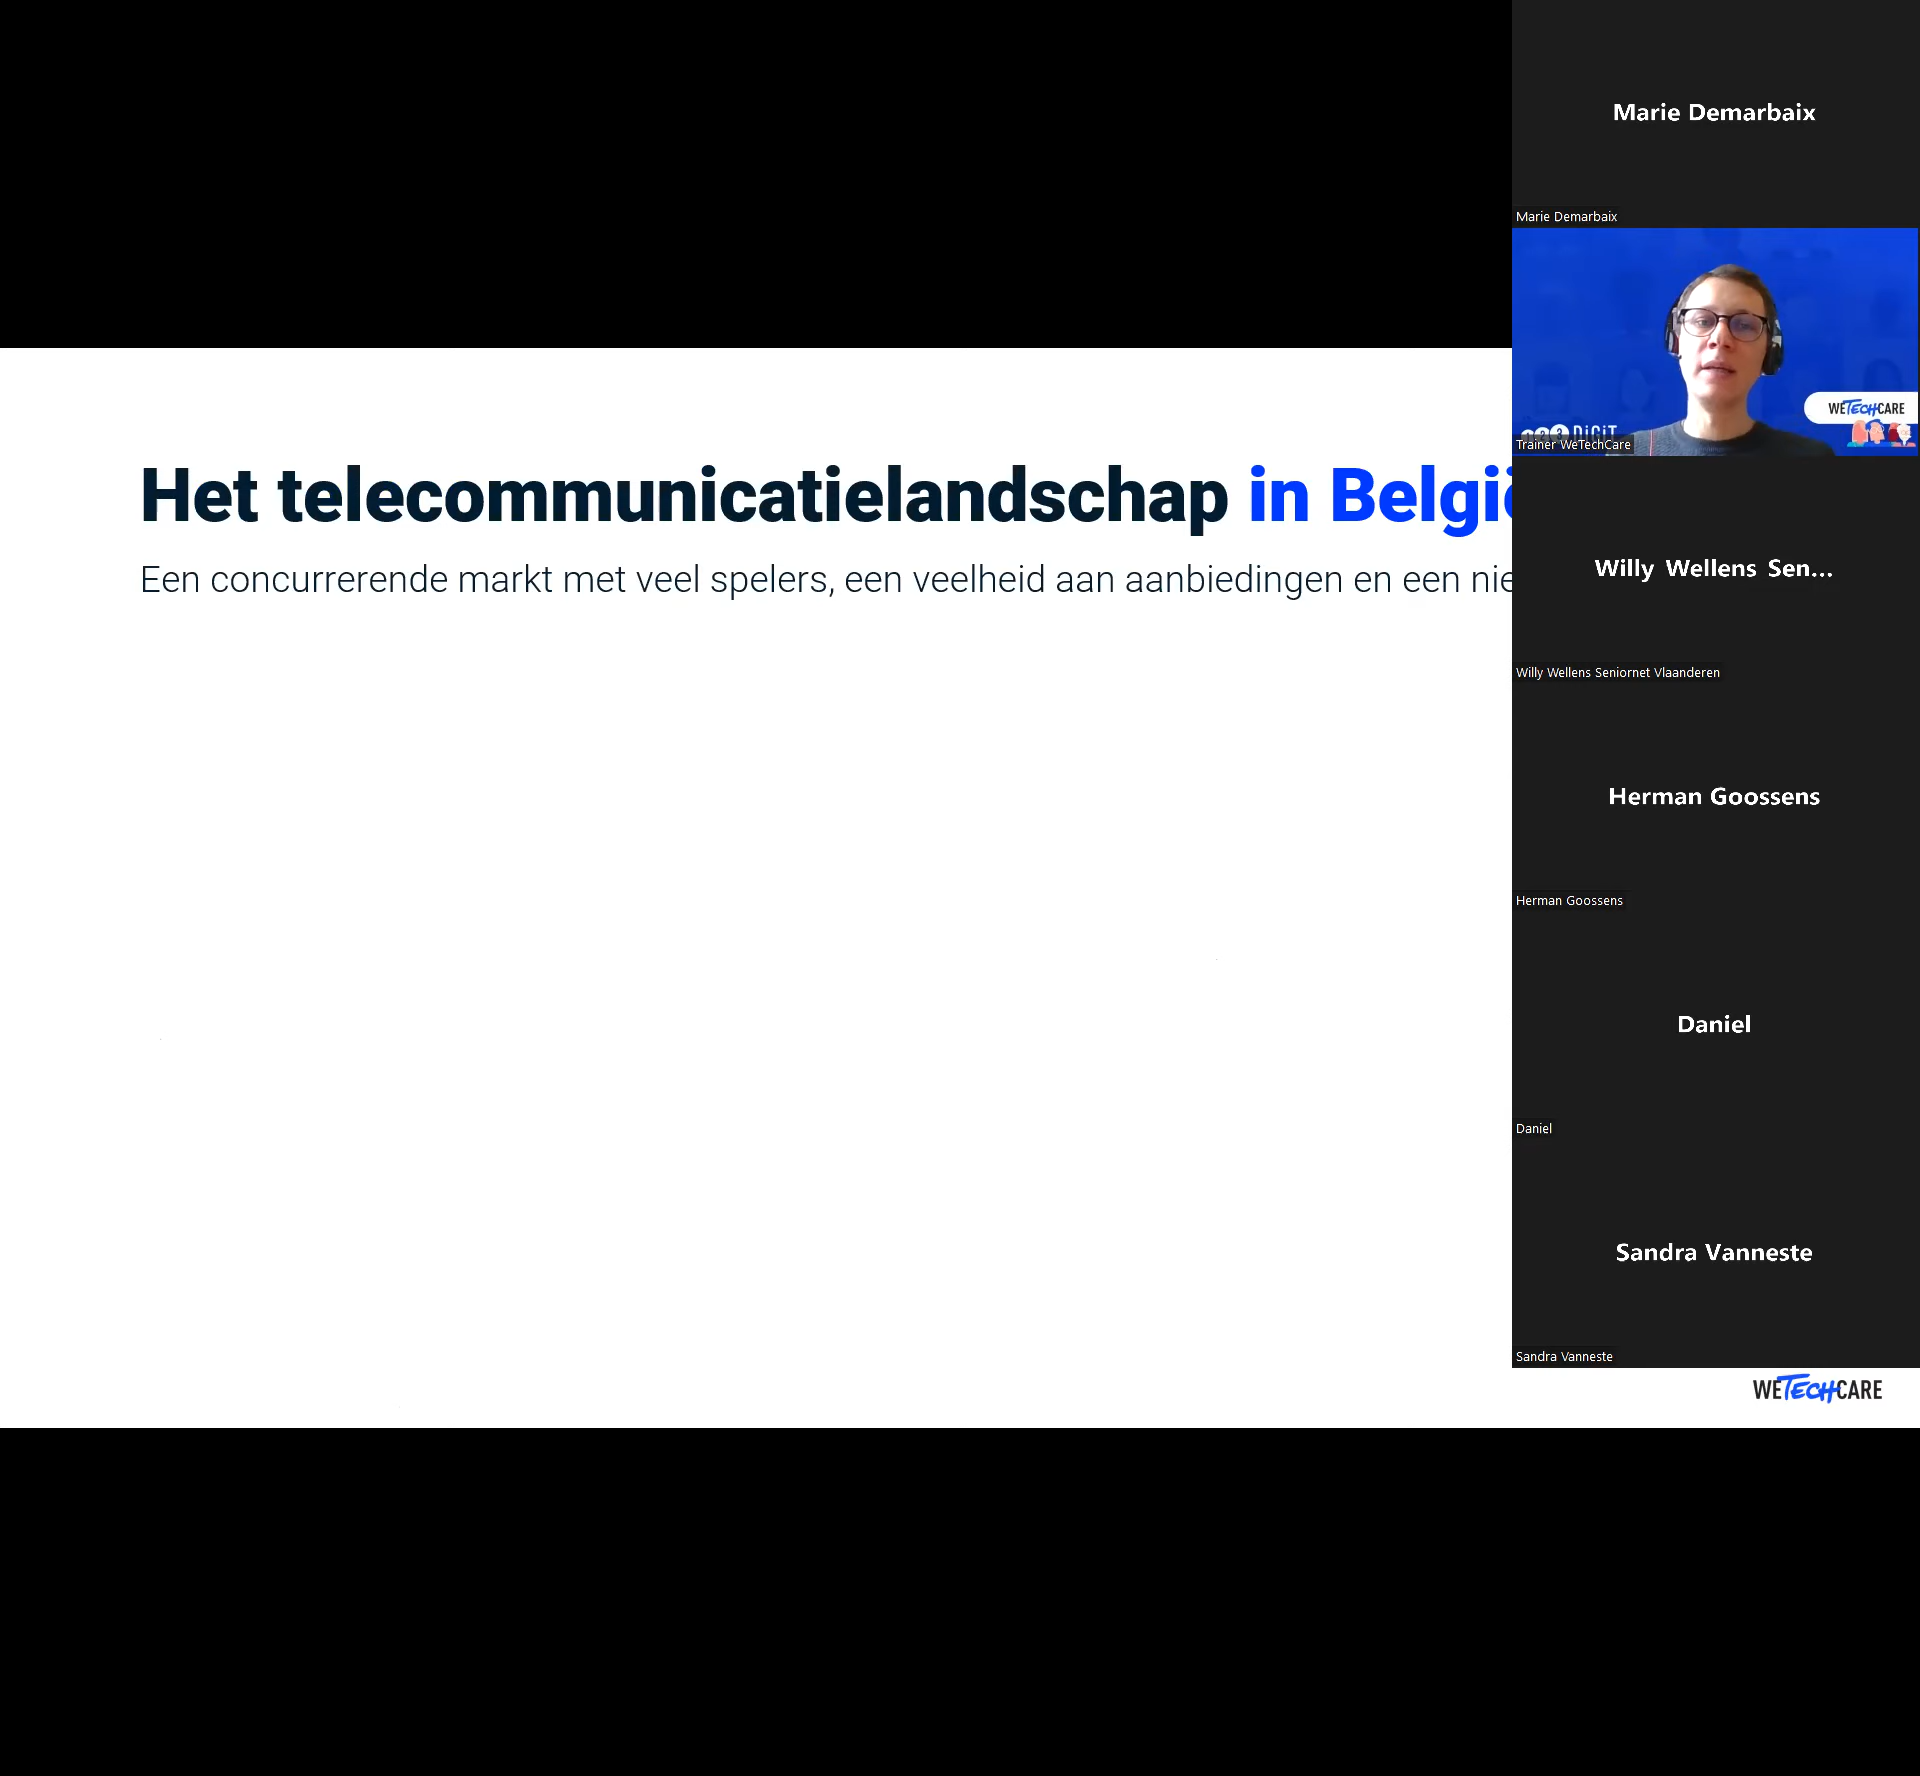 Marie Demarbaix
Marie Demarbaix
WETECHCARE
123 DIGIT
Trainer WeTechCare
Het telecommunicatielandschap in Belgi
Een concurrerende markt met veel spelers, een veelheid aan aanbiedingen en een
Willy Wellens Sen...
Willy Wellens Seniornet Vlaanderen
Herman Goossens
Herman Goossens
Daniel
Daniel
Sandra Vanneste
Sandra Vanneste
WETECHCARE